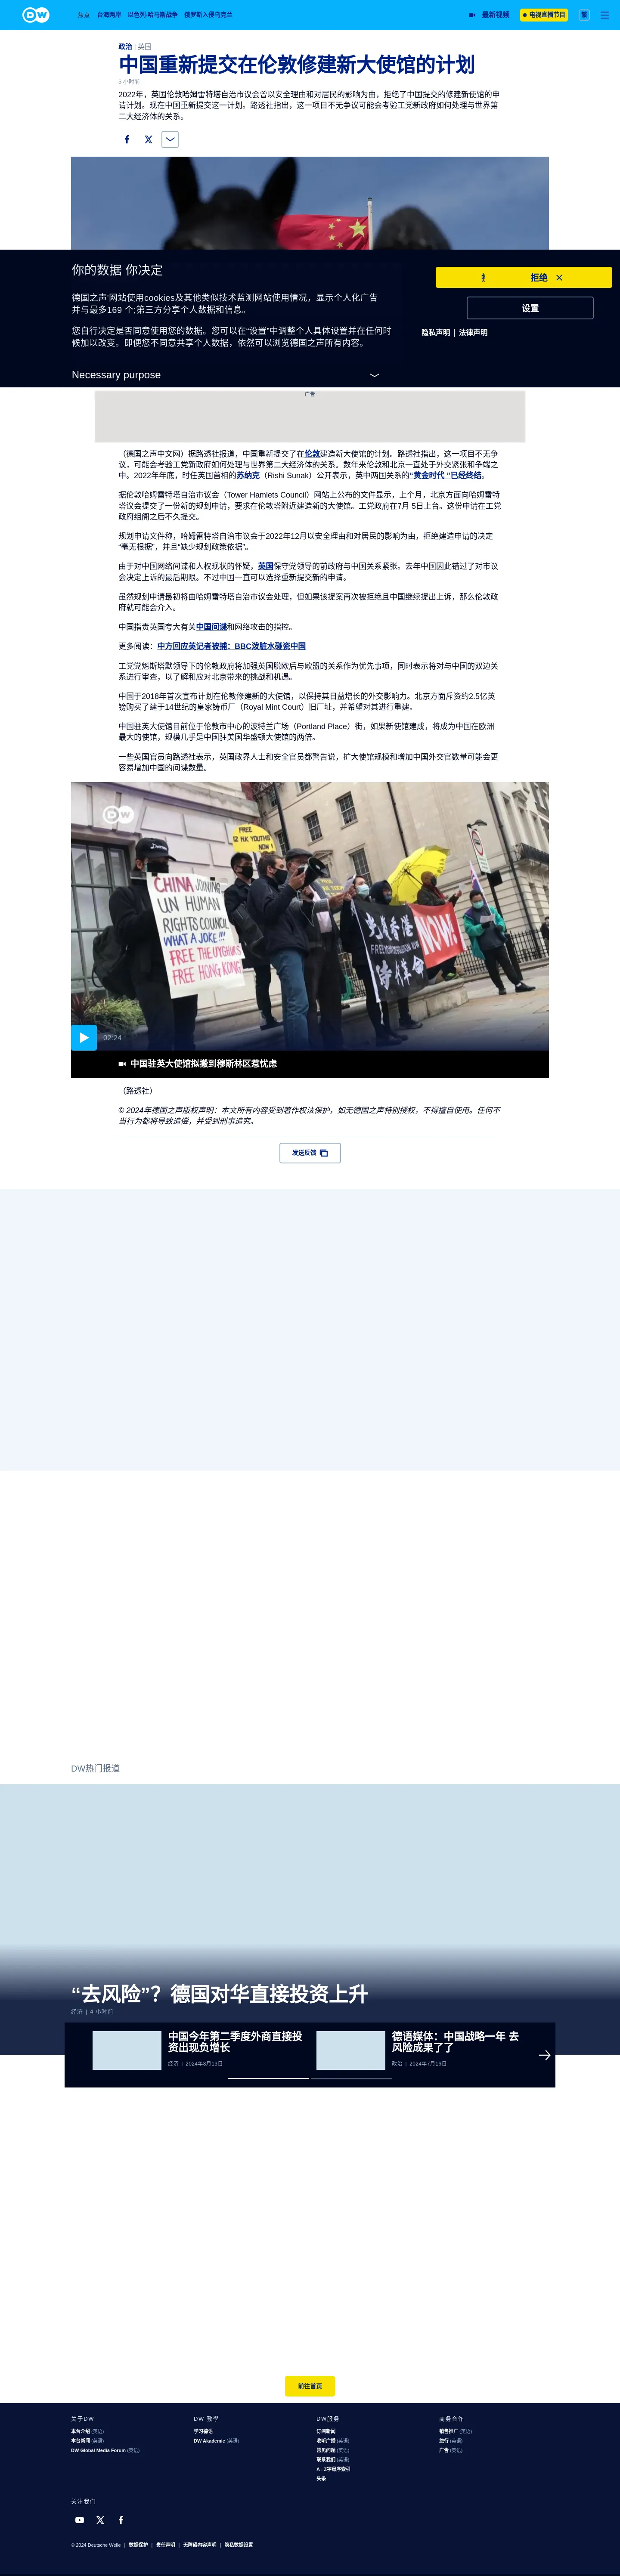 DW
焦点 台海两岸 以色列-哈马斯战争 俄罗斯入侵乌克兰
最新视频 电视直播节目 繁
政治 | 英国
中国重新提交在伦敦修建新大使馆的计划
5 小时前
2022年，英国伦敦哈姆雷特塔自治市议会曾以安全理由和对居民的影响为由，拒绝了中国提交的修建新使馆的申
请计划。现在中国重新提交这一计划。路透社指出，这一项目不无争议可能会考验工党新政府如何处理与世界第
二大经济体的关系。
你的数据 你决定
德国之声'网站使用cookies及其他类似技术监测网站使用情况，显示个人化广告
并与最多169 个;第三方分享个人数据和信息。
您自行决定是否同意使用您的数据。您可以在“设置”中调整个人具体设置并在任何时
候加以改变。即便您不同意共享个人数据，依然可以浏览德国之声所有内容。
Necessary purpose
拒绝
设置
隐私声明 | 法律声明
广告
（德国之声中文网）据路透社报道，中国重新提交了在伦敦建造新大使馆的计划。路透社指出，这一项目不无争
议，可能会考验工党新政府如何处理与世界第二大经济体的关系。数年来伦敦和北京一直处于外交紧张和争端之
中。2022年年底，时任英国首相的苏纳克（Rishi Sunak）公开表示，英中两国关系的“黄金时代 ”已经终结。
据伦敦哈姆雷特塔自治市议会（Tower Hamlets Council）网站上公布的文件显示，上个月，北京方面向哈姆雷特
塔议会提交了一份新的规划申请，要求在伦敦塔附近建造新的大使馆。工党政府在7月 5日上台。这份申请在工党
政府组阁之后不久提交。
规划申请文件称，哈姆雷特塔自治市议会于2022年12月以安全理由和对居民的影响为由，拒绝建造申请的决定
“毫无根据”，并且“缺少规划政策依据”。
由于对中国网络间谍和人权现状的怀疑，英国保守党领导的前政府与中国关系紧张。去年中国因此错过了对市议
会决定上诉的最后期限。不过中国一直可以选择重新提交新的申请。
虽然规划申请最初将由哈姆雷特塔自治市议会处理，但如果该提案再次被拒绝且中国继续提出上诉，那么伦敦政
府就可能会介入。
中国指责英国夸大有关中国间谍和网络攻击的指控。
更多阅读：中方回应英记者被捕：BBC泼脏水碰瓷中国
工党党魁斯塔默领导下的伦敦政府将加强英国脱欧后与欧盟的关系作为优先事项，同时表示将对与中国的双边关
系进行审查，以了解和应对北京带来的挑战和机遇。
中国于2018年首次宣布计划在伦敦修建新的大使馆，以保持其日益增长的外交影响力。北京方面斥资约2.5亿英
镑购买了建于14世纪的皇家铸币厂（Royal Mint Court）旧厂址，并希望对其进行重建。
中国驻英大使馆目前位于伦敦市中心的波特兰广场（Portland Place）街，如果新使馆建成，将成为中国在欧洲
最大的使馆，规模几乎是中国驻美国华盛顿大使馆的两倍。
一些英国官员向路透社表示，英国政界人士和安全官员都警告说，扩大使馆规模和增加中国外交官数量可能会更
容易增加中国的间谍数量。
DW
FREE
12 H.K YOUTHS
NOW!
CHINA
JOINING
UN HUMAN
RIGHTS COUNCIL
WHAT A JOKE!!!
FREE THE UYGHURS
FREE HONG KONG!
光復香港
時代革命
NOW
02:24
中国驻英大使馆拟搬到穆斯林区惹忧虑
（路透社）
© 2024年德国之声版权声明：本文所有内容受到著作权法保护，如无德国之声特别授权，不得擅自使用。任何不
当行为都将导致追偿，并受到刑事追究。
发送反馈
DW热门报道
“去风险”？德国对华直接投资上升
经济 | 4 小时前
中国今年第二季度外商直接投
资出现负增长
经济 | 2024年8月13日
德语媒体：中国战略一年 去
风险成果了了
政治 | 2024年7月16日
前往首页
关于DW
本台介绍 (英语)
本台新闻 (英语)
DW Global Media Forum (英语)
DW 教學
学习德语
DW Akademie (英语)
DW服务
订阅新闻
收听广播 (英语)
常见问题 (英语)
联系我们 (英语)
A - Z字母序索引
头条
商务合作
销售推广 (英语)
旅行 (英语)
广告 (英语)
关注我们
© 2024 Deutsche Welle | 数据保护 | 责任声明 | 无障碍内容声明 | 隐私数据设置